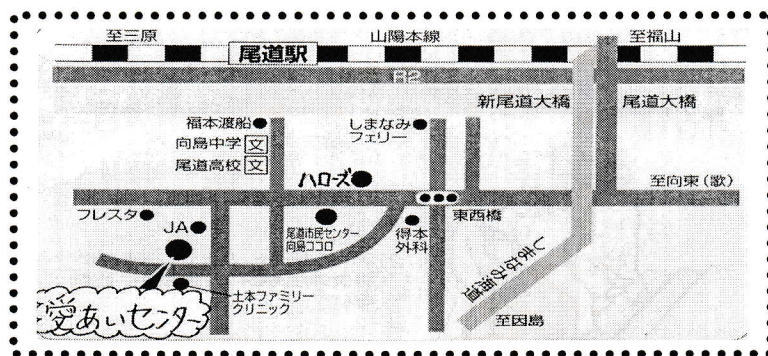 至三原
山陽本線
至福山
尾道駅
R2
新尾道大橋
尾道大橋
福本渡船
しまなみ
フェリー
向島中学 文
尾道高校 文
ハローズ
至向東(歌)
フレスタ
JA
尾道市民センター
向島ココロ
得本
外科
東西橋
しまなみ海道
愛あいセンター
土本ファミリー
クリニック
至因島